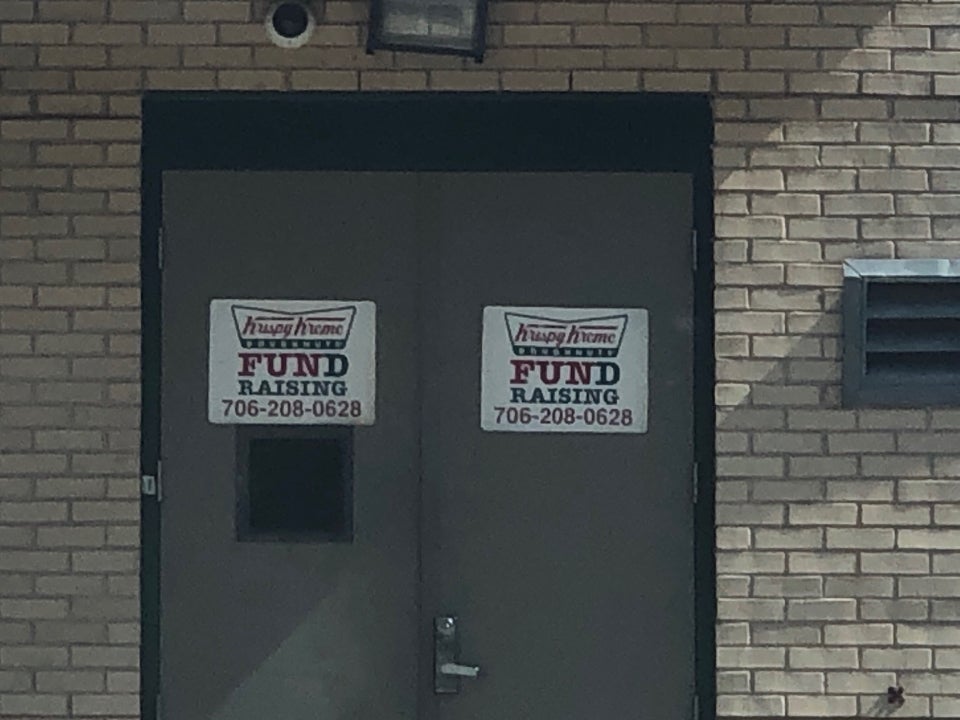 Krispy Kreme
DOUGHNUTS
FUND
RAISING
706-208-0628
Krispy Kreme
DOUGHNUTS
FUND
RAISING
706-208-0628